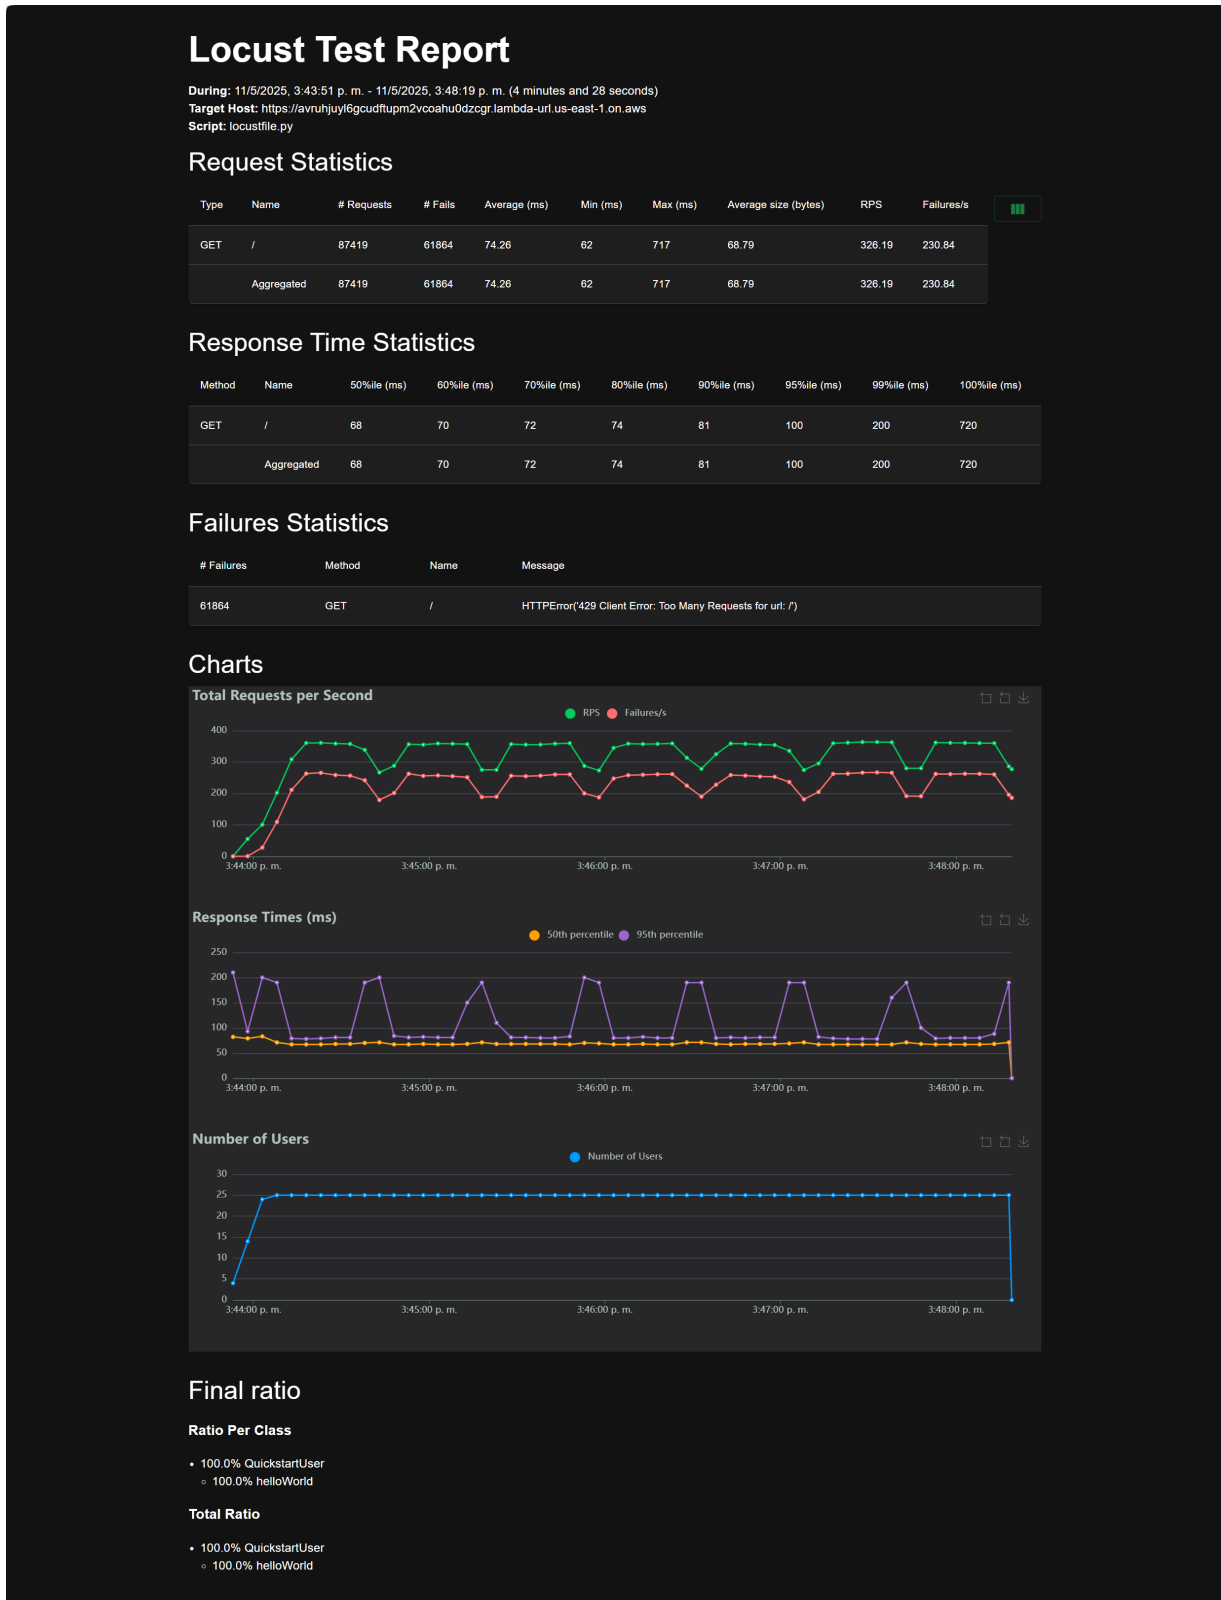 Locust Test Report
During: 11/5/2025, 3:43:51 p. m. - 11/5/2025, 3:48:19 p. m. (4 minutes and 28 seconds)
Target Host: https://avruhjuyl6gcudftupm2vcoahu0dzcgr.lambda-url.us-east-1.on.aws
Script: locustfile.py
Request Statistics
Type Name # Requests # Fails Average (ms) Min (ms) Max (ms) Average size (bytes) RPS Failures/s
GET / 87419 61864 74.26 62 717 68.79 326.19 230.84
Aggregated 87419 61864 74.26 62 717 68.79 326.19 230.84
Response Time Statistics
Method Name 50%ile (ms) 60%ile (ms) 70%ile (ms) 80%ile (ms) 90%ile (ms) 95%ile (ms) 99%ile (ms) 100%ile (ms)
GET / 68 70 72 74 81 100 200 720
Aggregated 68 70 72 74 81 100 200 720
Failures Statistics
# Failures Method Name Message
61864 GET / HTTPError('429 Client Error: Too Many Requests for url: /')
Charts
Total Requests per Second
RPS Failures/s
400
300
200
100
0
3:44:00 p. m. 3:45:00 p. m. 3:46:00 p. m. 3:47:00 p. m. 3:48:00 p. m.
Response Times (ms)
50th percentile 95th percentile
250
200
150
100
50
0
3:44:00 p. m. 3:45:00 p. m. 3:46:00 p. m. 3:47:00 p. m. 3:48:00 p. m.
Number of Users
Number of Users
30
25
20
15
10
5
0
3:44:00 p. m. 3:45:00 p. m. 3:46:00 p. m. 3:47:00 p. m. 3:48:00 p. m.
Final ratio
Ratio Per Class
• 100.0% QuickstartUser
◦ 100.0% helloWorld
Total Ratio
• 100.0% QuickstartUser
◦ 100.0% helloWorld